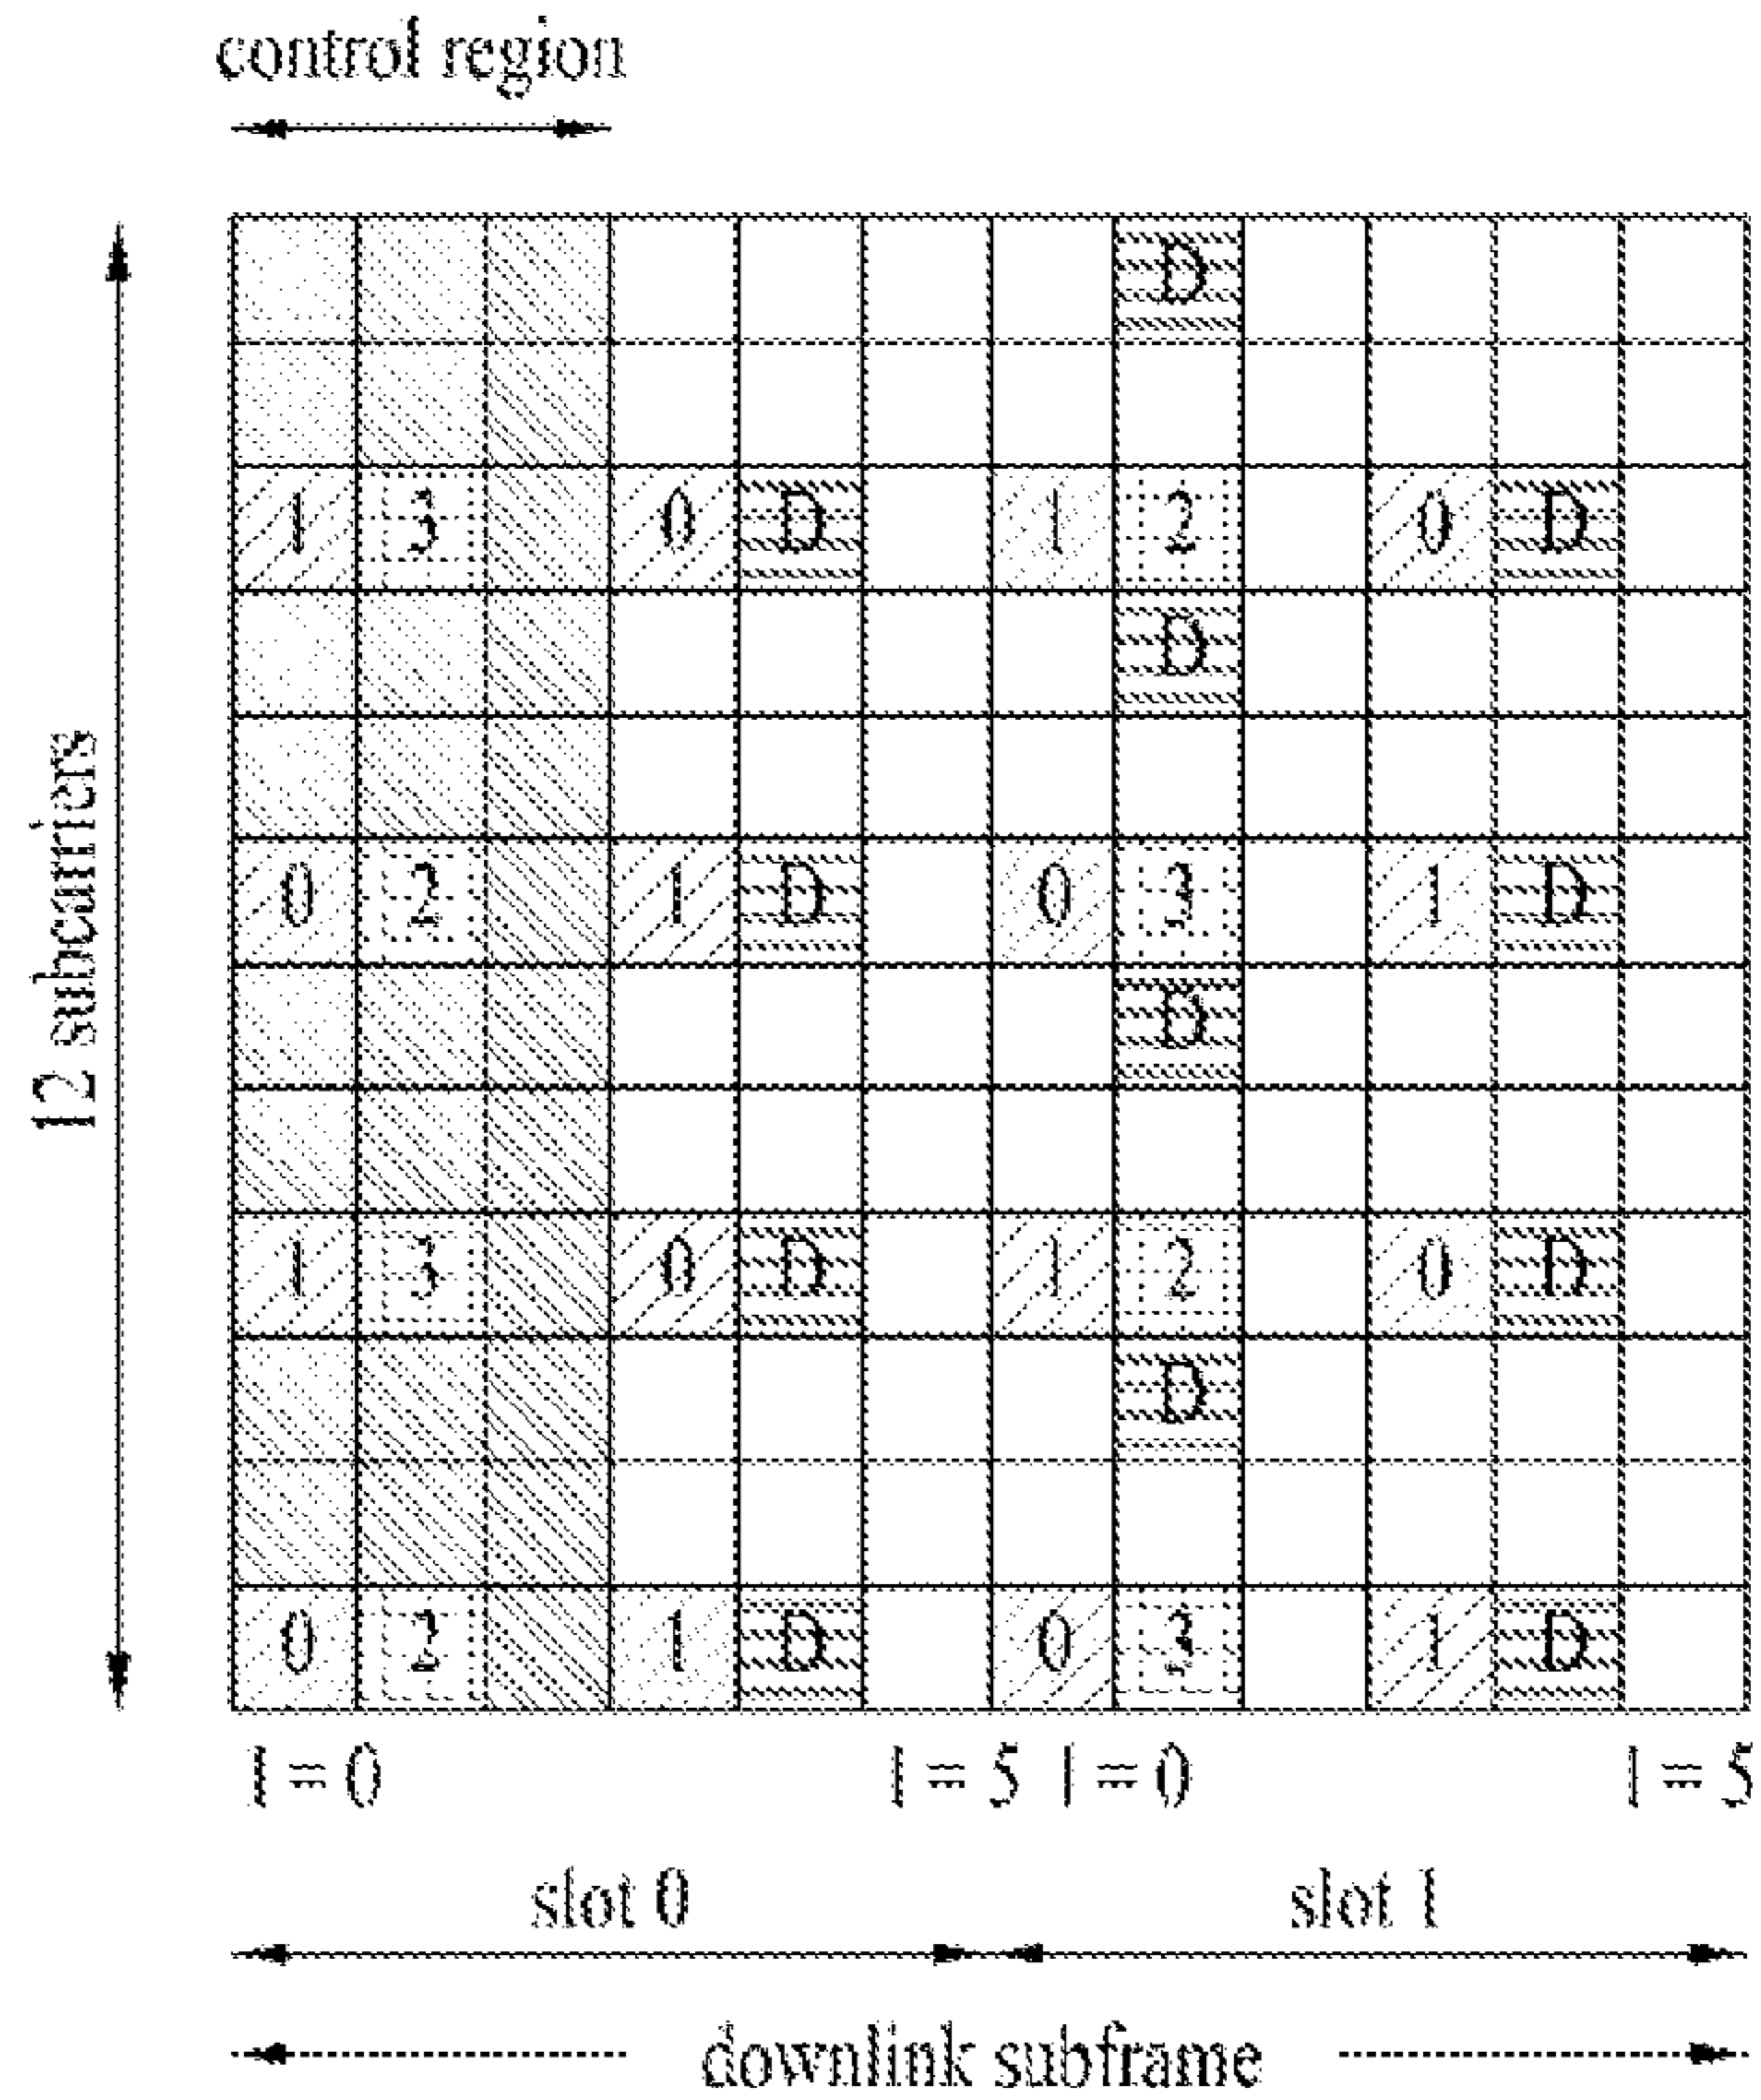 control region
12 subcarriers
D
1 3 0 D 1 2 0 D
D
0 2 1 D 0 3 1 D
D
1 3 0 D 1 2 0 D
D
0 2 1 D 0 3 1 D
l = 0 l = 5 l = 0 l = 5
slot 0 slot 1
downlink subframe